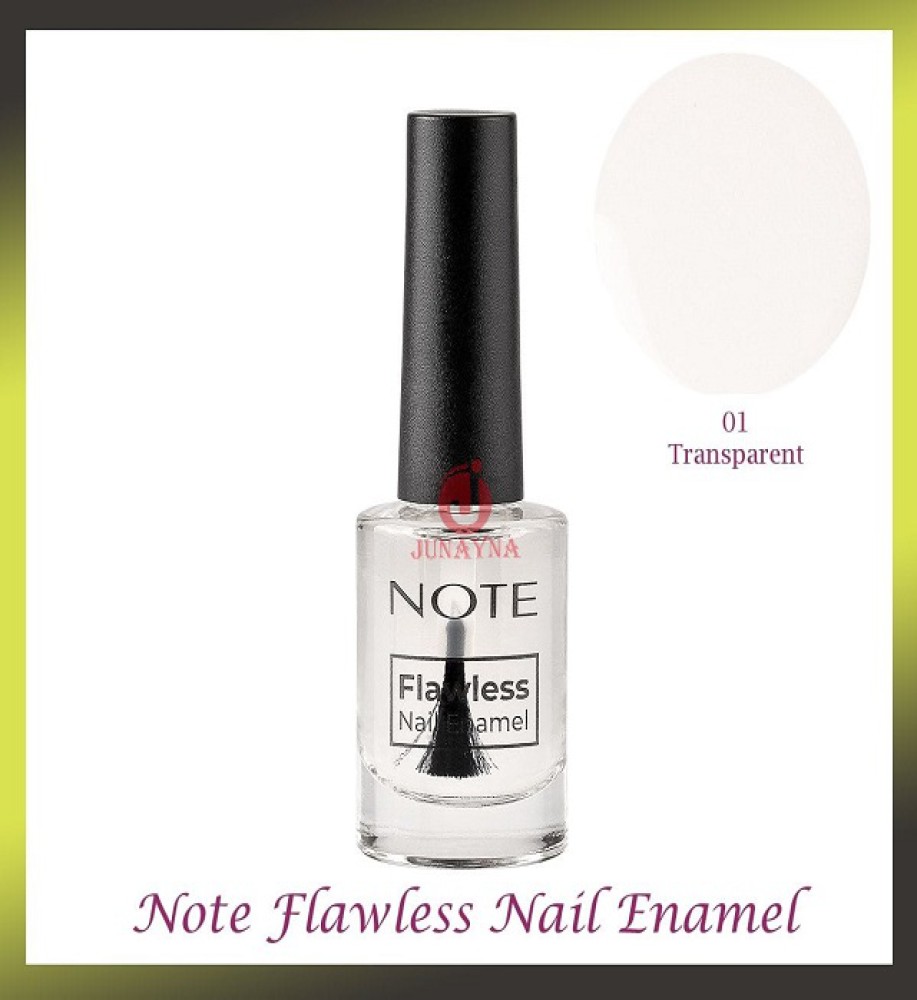 01
Transparent
JUNAYNA
NOTE
Flawless
Nail Enamel
Note Flawless Nail Enamel